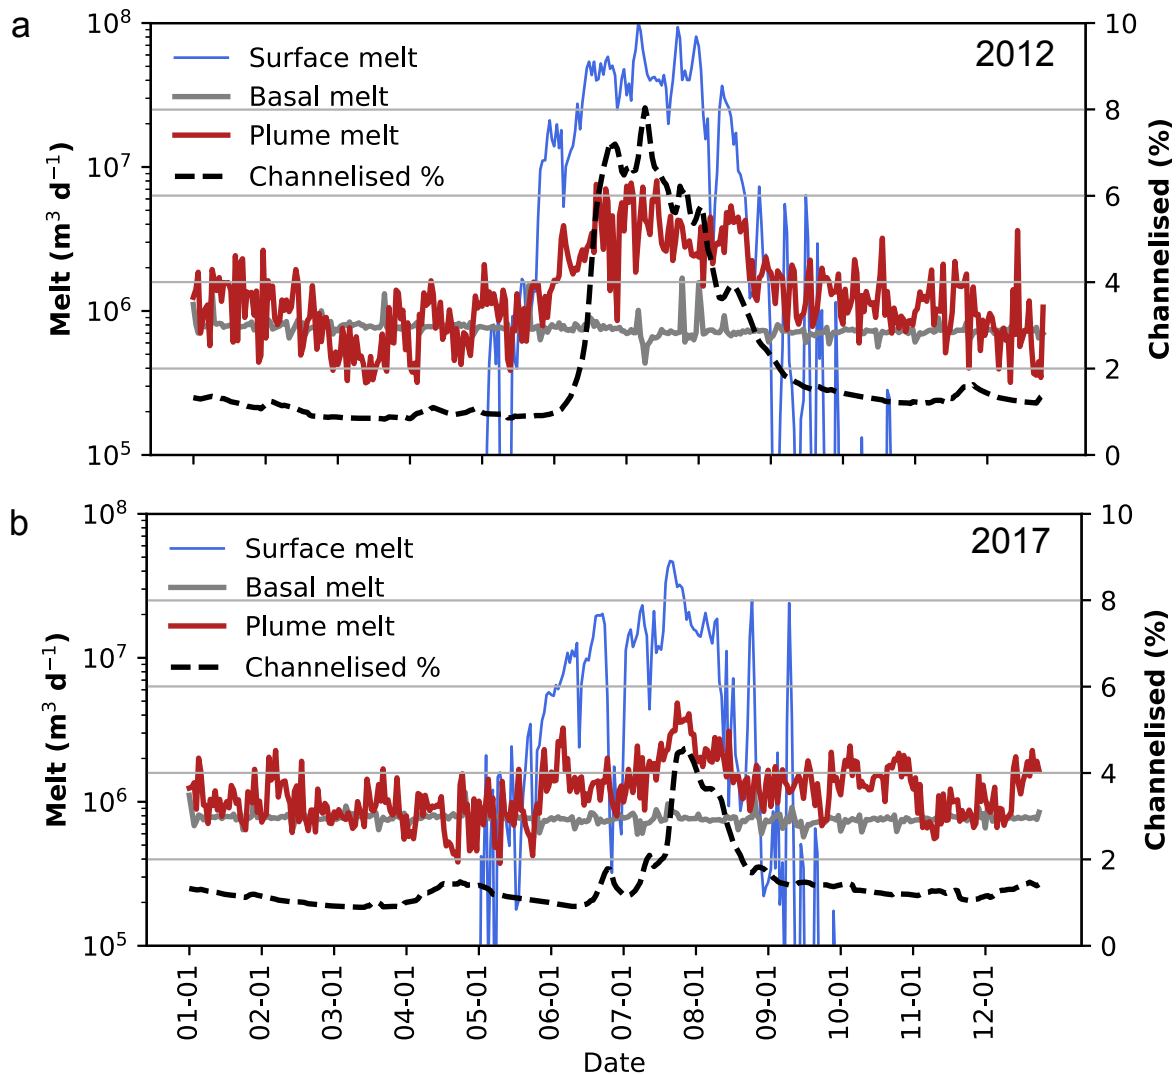 a
2012
Surface melt
Basal melt
Plume melt
Channelised %
Melt (m³ d⁻¹)
10⁸
10⁷
10⁶
10⁵
10
8
6
4
2
0
Channelised (%)
b
2017
Surface melt
Basal melt
Plume melt
Channelised %
Melt (m³ d⁻¹)
10⁸
10⁷
10⁶
10⁵
10
8
6
4
2
0
Channelised (%)
01-01
02-01
03-01
04-01
05-01
06-01
07-01
08-01
09-01
10-01
11-01
12-01
Date